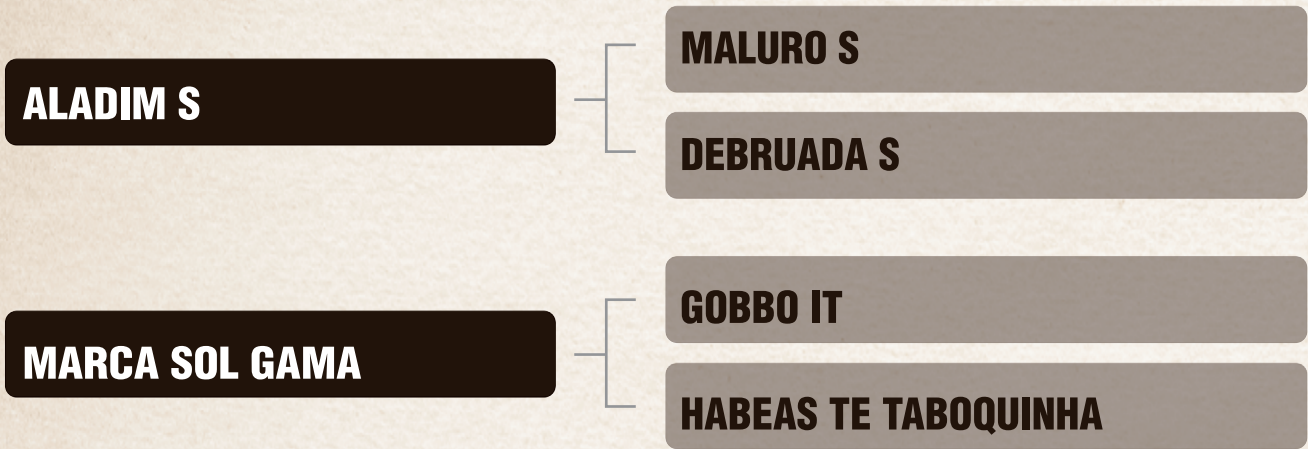 ALADIM S
MALURO S
DEBRUADA S
MARCA SOL GAMA
GOBBO IT
HABEAS TE TABOQUINHA